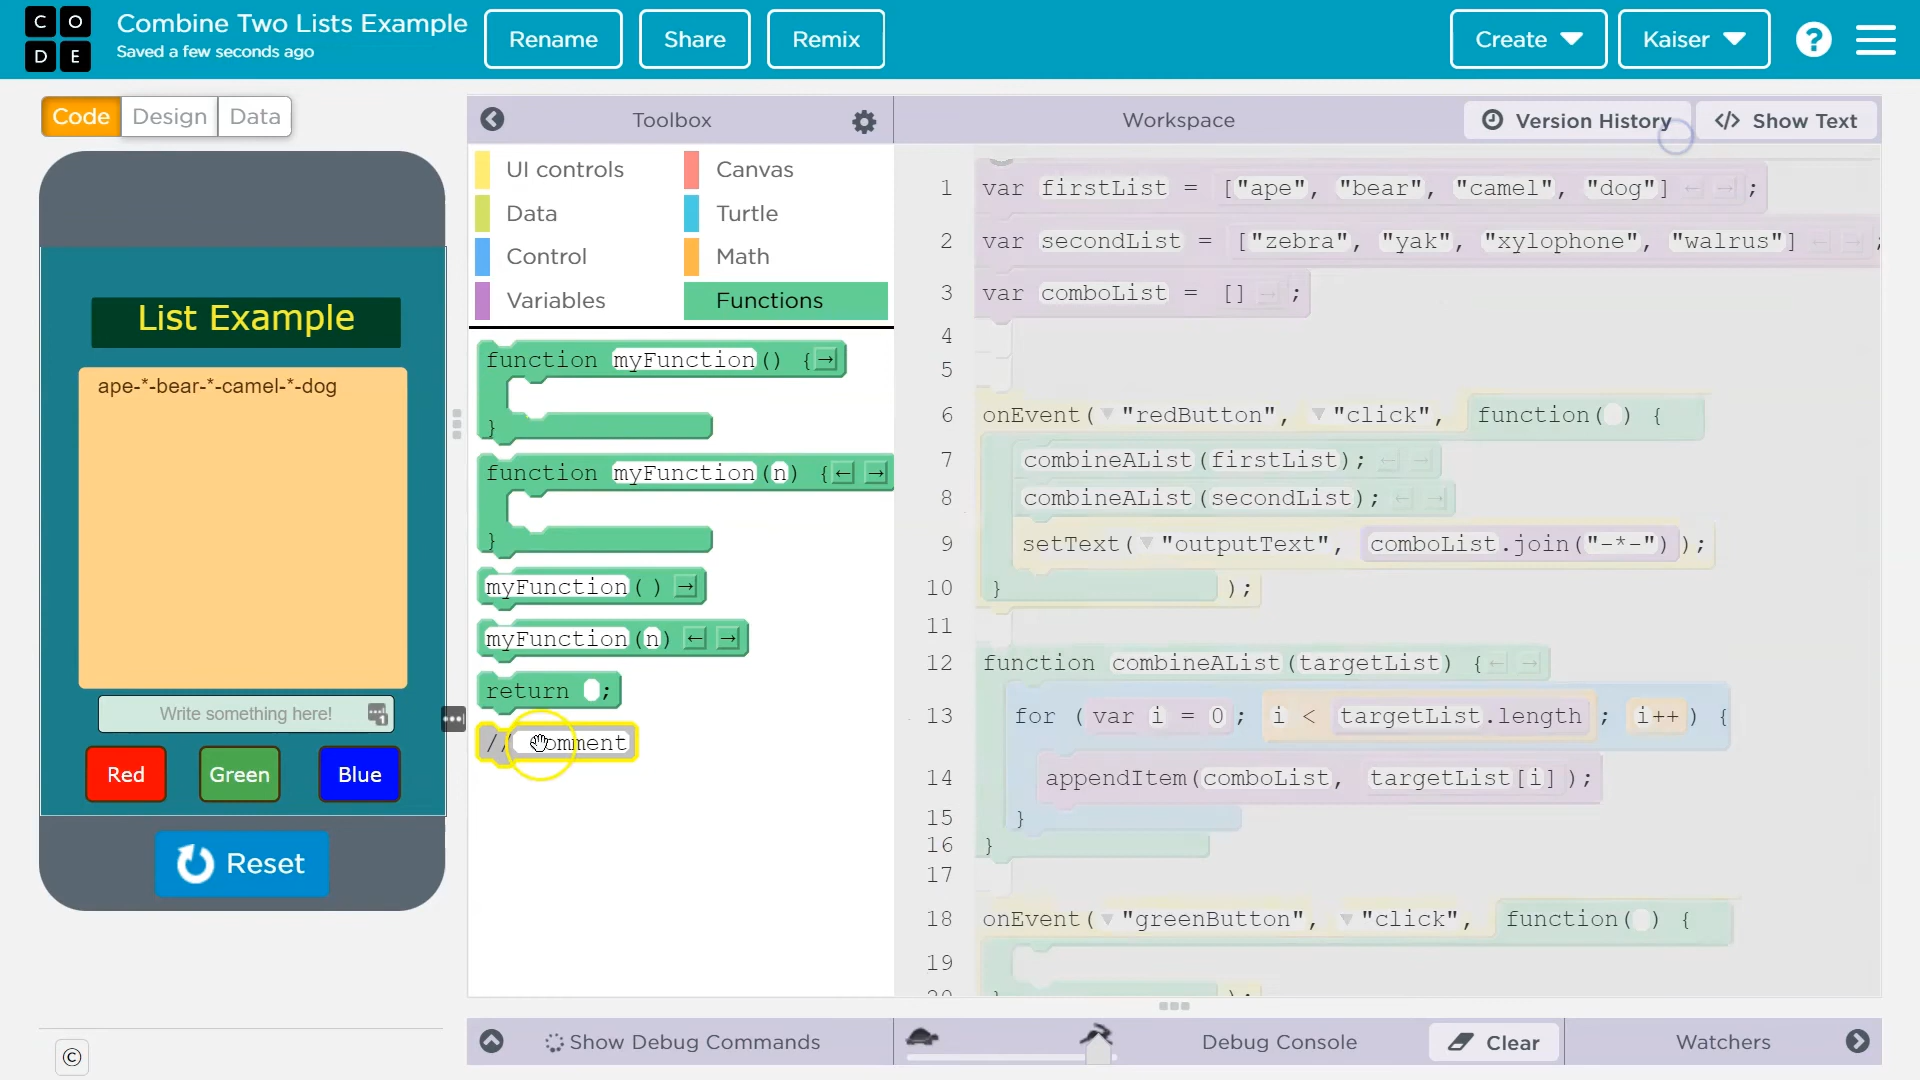 C O
D E
Combine Two Lists Example
Saved a few seconds ago
Rename
Share
Remix
Create
Kaiser
?
Code
Design
Data
List Example
ape-*-bear-*-camel-*-dog
Write something here!
Red
Green
Blue
Reset
©
Toolbox
UI controls
Canvas
Data
Turtle
Control
Math
Variables
Functions
function myFunction() {
}
function myFunction(n) {
}
myFunction()
myFunction(n)
return ;
// Comment
Workspace
Version History
</> Show Text
1 var firstList = ["ape", "bear", "camel", "dog"] ;
2 var secondList = ["zebra", "yak", "xylophone", "walrus"] ;
3 var comboList = [] ;
4
5
6 onEvent( "redButton", "click", function( ) {
7 combineAList(firstList);
8 combineAList(secondList);
9 setText( "outputText", comboList.join("-*-") );
10 } );
11
12 function combineAList(targetList) {
13 for ( var i = 0; i < targetList.length ; i++ ) {
14 appendItem(comboList, targetList[i] );
15 }
16 }
17
18 onEvent( "greenButton", "click", function( ) {
19
20 } );
Show Debug Commands
Debug Console
Clear
Watchers